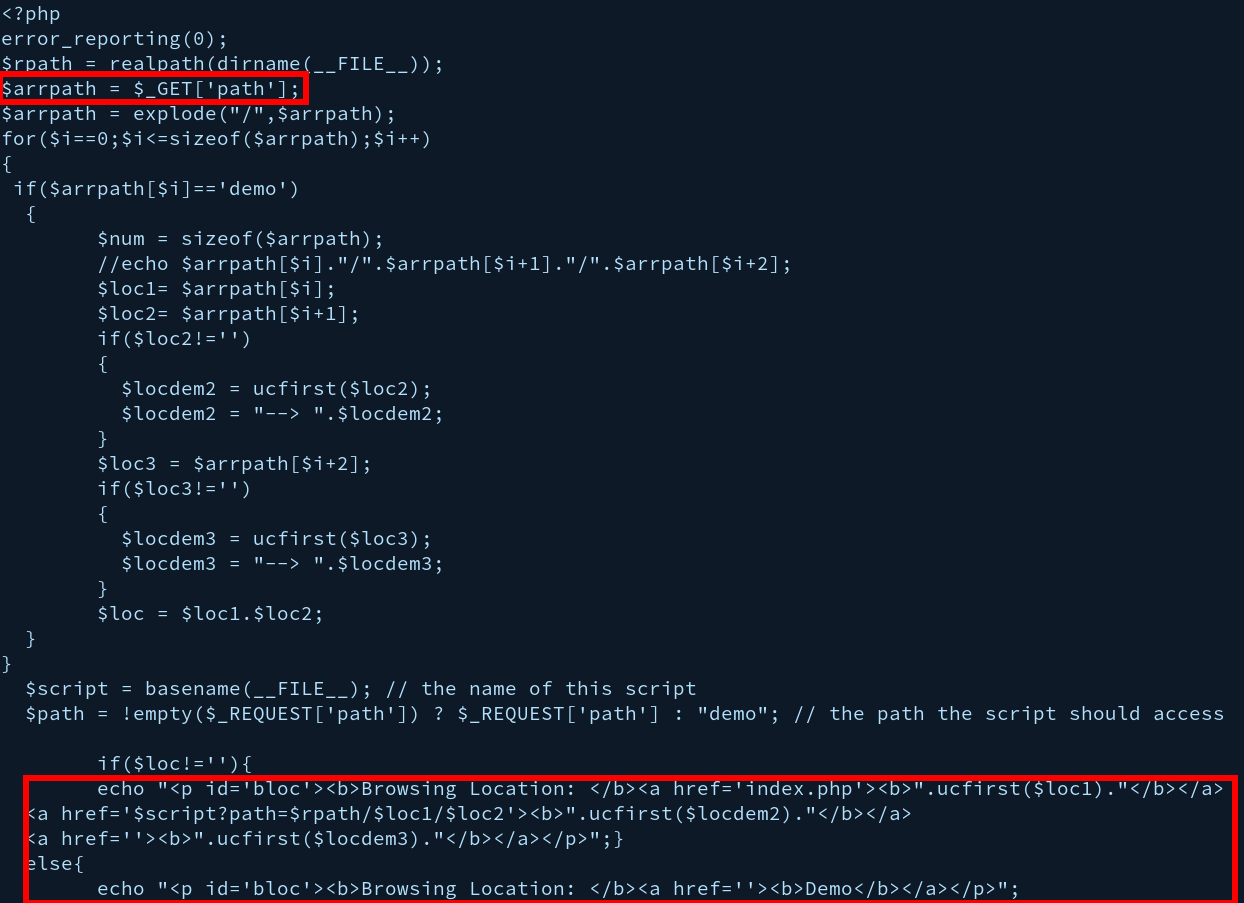 <?php
error_reporting(0);
$rpath = realpath(dirname(__FILE__));
$arrpath = $_GET['path'];
$arrpath = explode("/",$arrpath);
for($i==0;$i<=sizeof($arrpath);$i++)
{
 if($arrpath[$i]=='demo')
  {
        $num = sizeof($arrpath);
        //echo $arrpath[$i]."/".$arrpath[$i+1]."/".$arrpath[$i+2];
        $loc1= $arrpath[$i];
        $loc2= $arrpath[$i+1];
        if($loc2!='')
        {
          $locdem2 = ucfirst($loc2);
          $locdem2 = "--> ".$locdem2;
        }
        $loc3 = $arrpath[$i+2];
        if($loc3!='')
        {
          $locdem3 = ucfirst($loc3);
          $locdem3 = "--> ".$locdem3;
        }
        $loc = $loc1.$loc2;
  }
}
  $script = basename(__FILE__); // the name of this script
  $path = !empty($_REQUEST['path']) ? $_REQUEST['path'] : "demo"; // the path the script should access
        if($loc!=''){
        echo "<p id='bloc'><b>Browsing Location: </b><a href='index.php'><b>".ucfirst($loc1)."</b></a>
  <a href='$script?path=$rpath/$loc1/$loc2'><b>".ucfirst($locdem2)."</b></a>
  <a href=''><b>".ucfirst($locdem3)."</b></a></p>";}
  else{
        echo "<p id='bloc'><b>Browsing Location: </b><a href=''><b>Demo</b></a></p>";